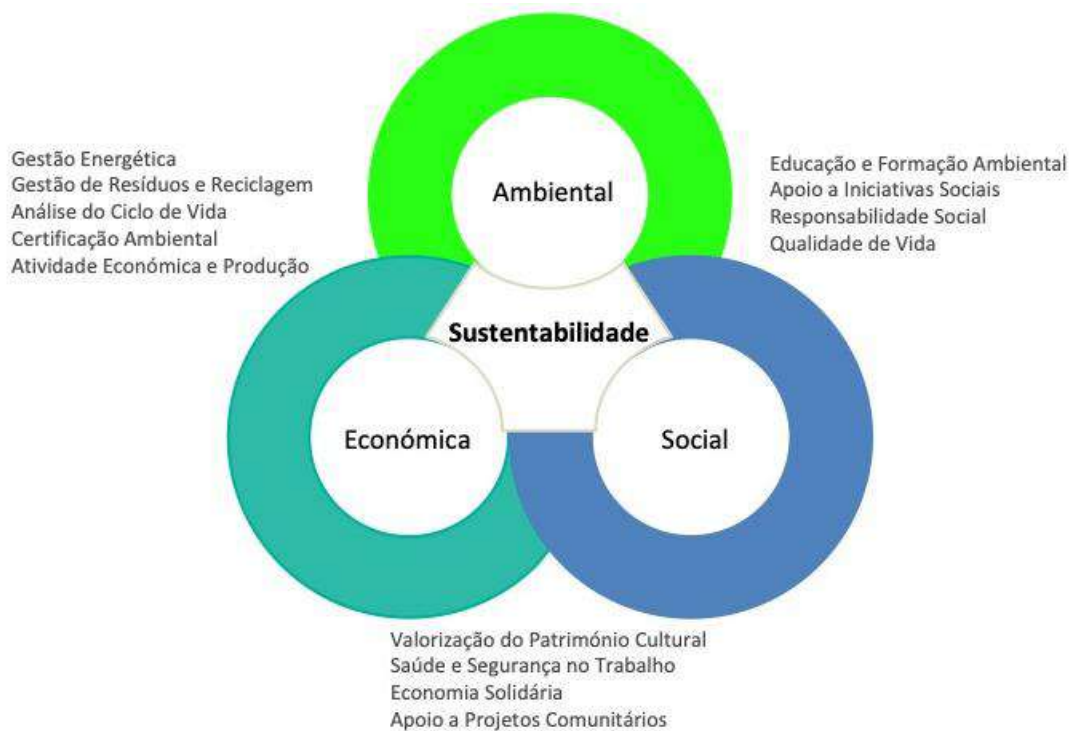 Gestão Energética
Gestão de Resíduos e Reciclagem
Análise do Ciclo de Vida
Certificação Ambiental
Atividade Económica e Produção
Ambiental
Educação e Formação Ambiental
Apoio a Iniciativas Sociais
Responsabilidade Social
Qualidade de Vida
Sustentabilidade
Económica
Social
Valorização do Património Cultural
Saúde e Segurança no Trabalho
Economia Solidária
Apoio a Projetos Comunitários